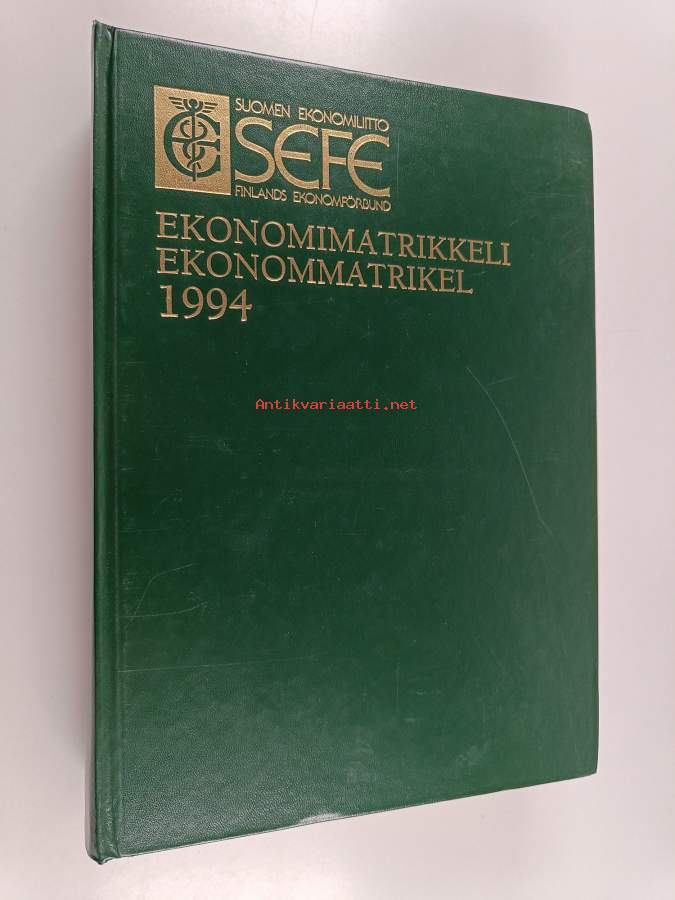 SUOMEN EKONOMILIITTO
SEFE
FINLANDS EKONOMFÖRBUND
EKONOMIMATRIKKELI
EKONOMMATRIKEL
1994
Antikvariaatti.net